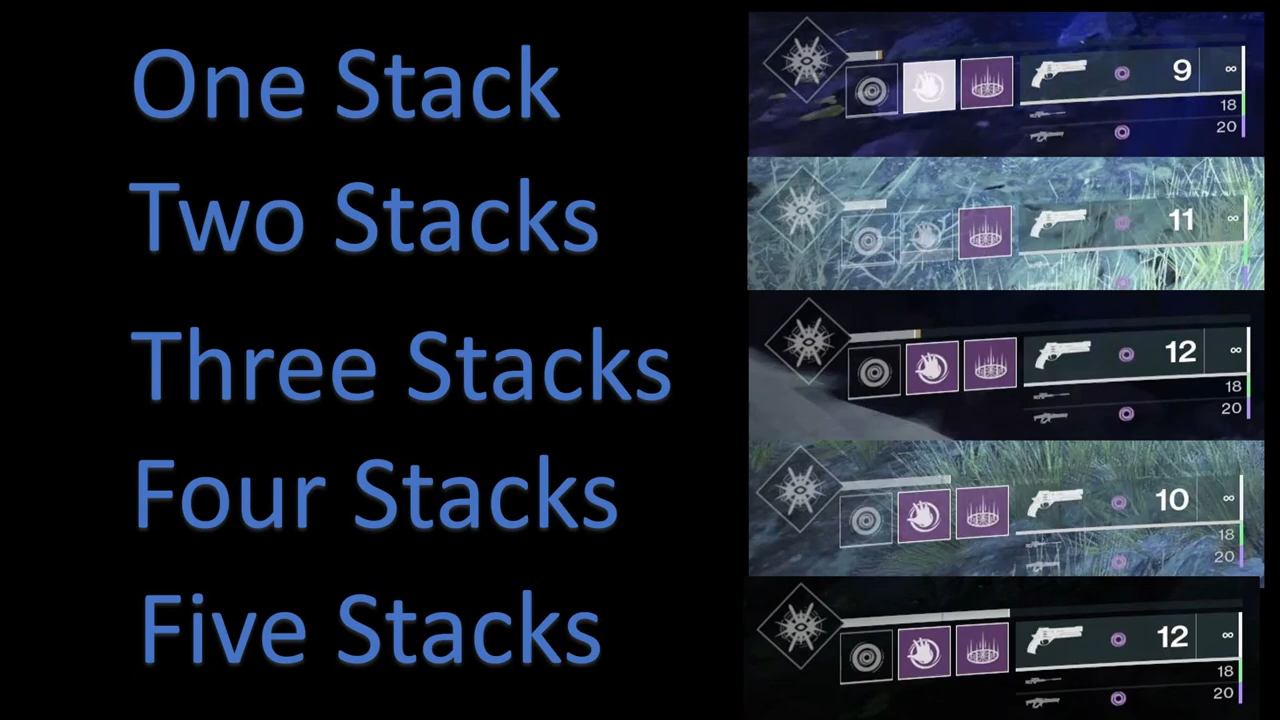 One Stack
9 ∞
18
20
Two Stacks
11 ∞
Three Stacks
12 ∞
18
20
Four Stacks
10 ∞
18
20
Five Stacks
12 ∞
18
20